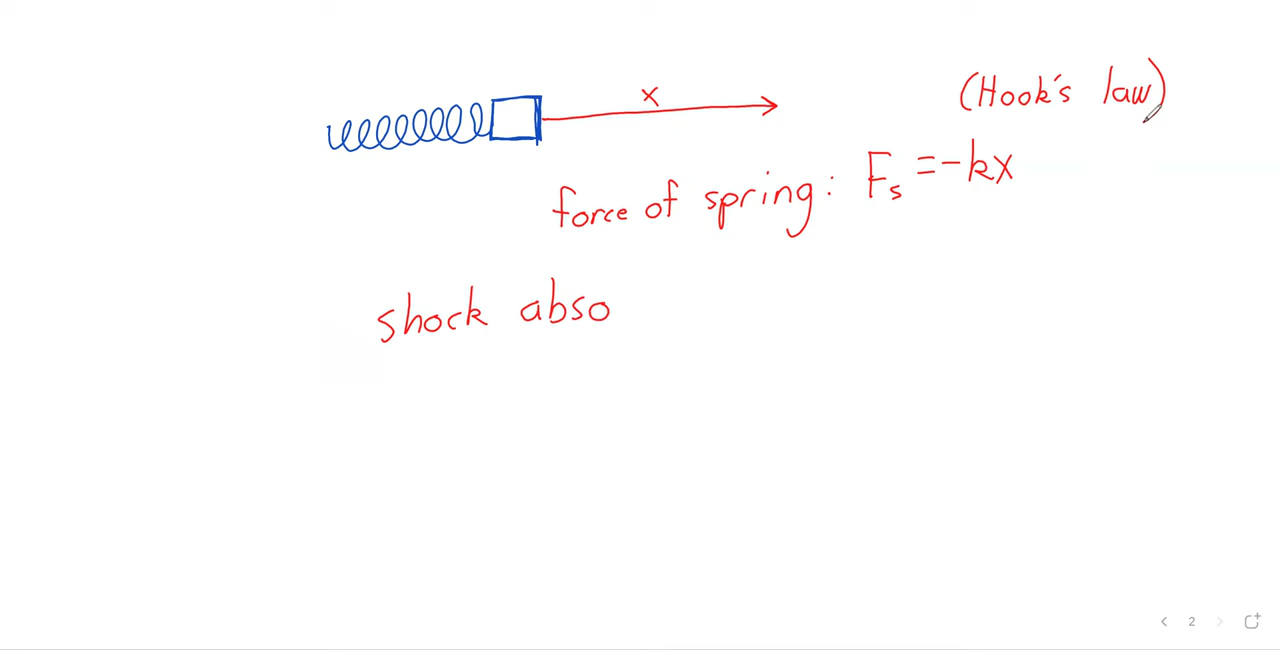 x
(Hook's law)
force of spring: Fₛ = -kx
shock abso
2